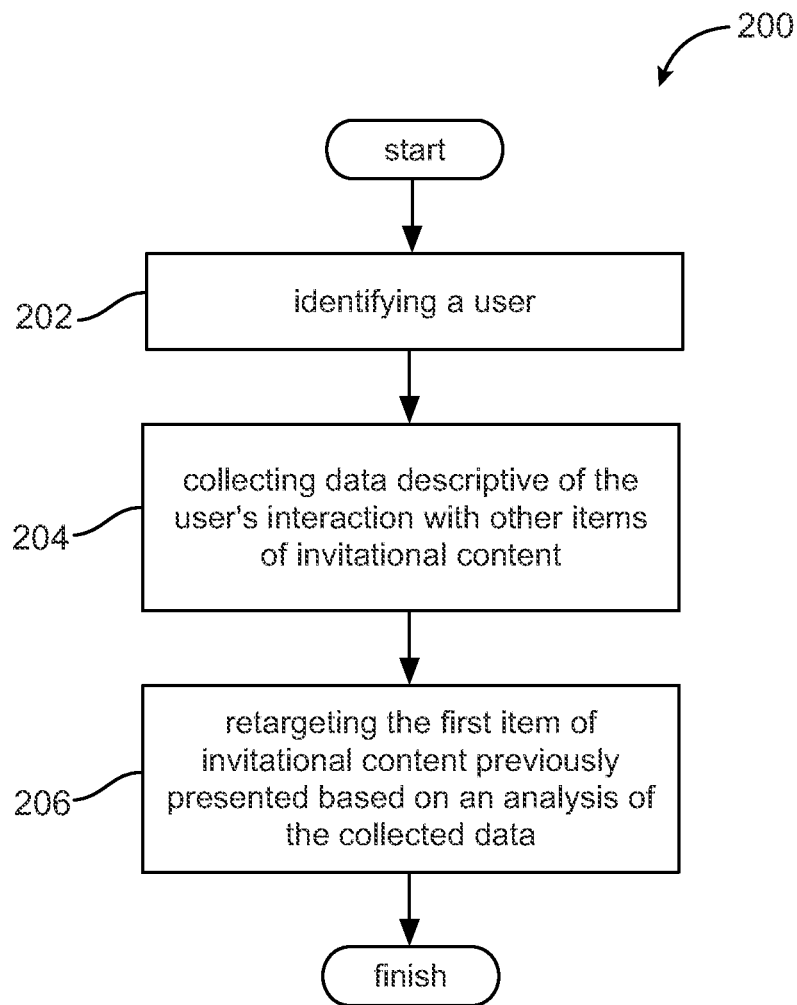 200
start
202
identifying a user
204
collecting data descriptive of the
user's interaction with other items
of invitational content
206
retargeting the first item of
invitational content previously
presented based on an analysis of
the collected data
finish